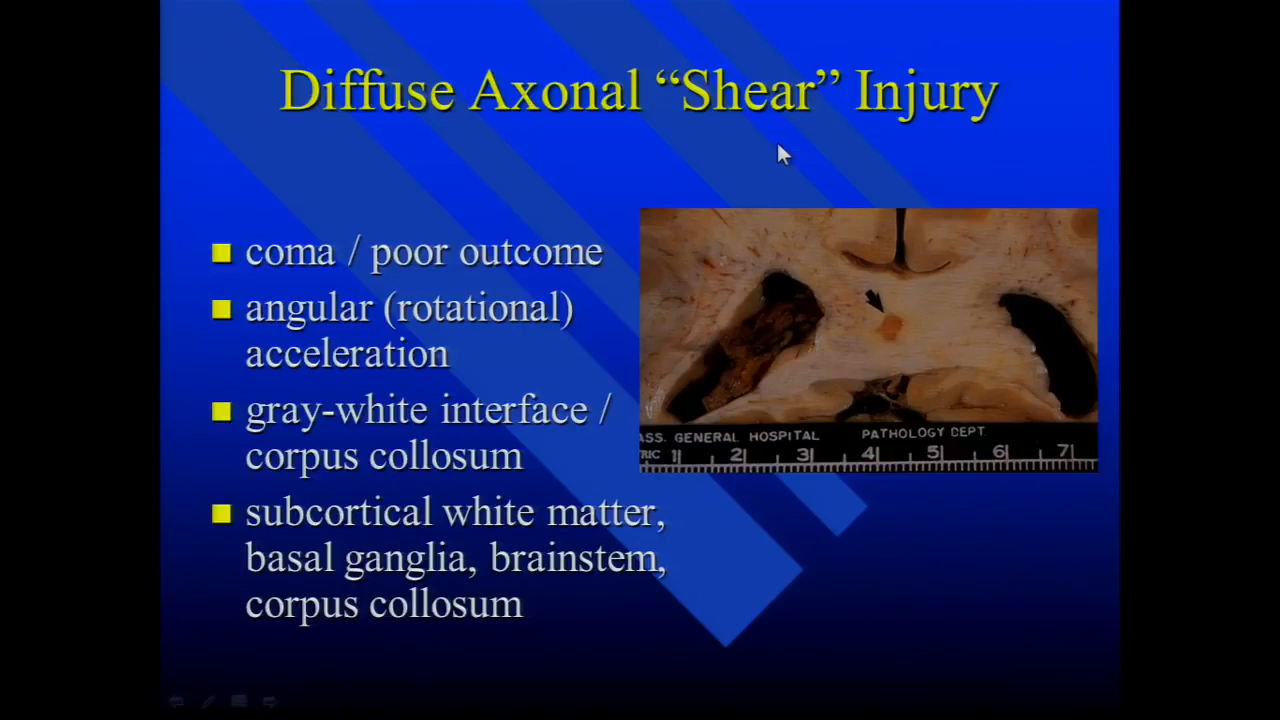 Diffuse Axonal “Shear” Injury
coma / poor outcome
angular (rotational)
acceleration
gray-white interface /
corpus collosum
subcortical white matter,
basal ganglia, brainstem,
corpus collosum
ASS. GENERAL HOSPITAL PATHOLOGY DEPT.
RIC 1 2 3 4 5 6 7